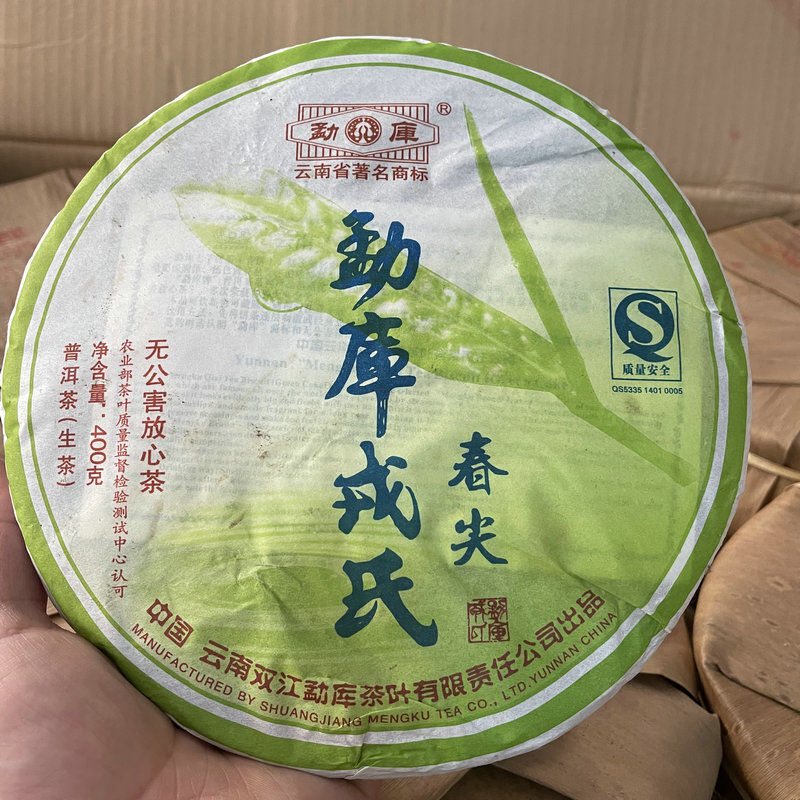 勐庫
®
云南省著名商标
勐庫戎氏
春尖
质量安全
QS5335 1401 0005
无公害放心茶
农业部茶叶质量监督检验测试中心认可
净含量:400克
普洱茶(生茶)
中国 云南双江勐库茶叶有限责任公司出品
MANUFACTURED BY SHUANGJIANG MENGKU TEA CO., LTD.YUNNAN CHINA